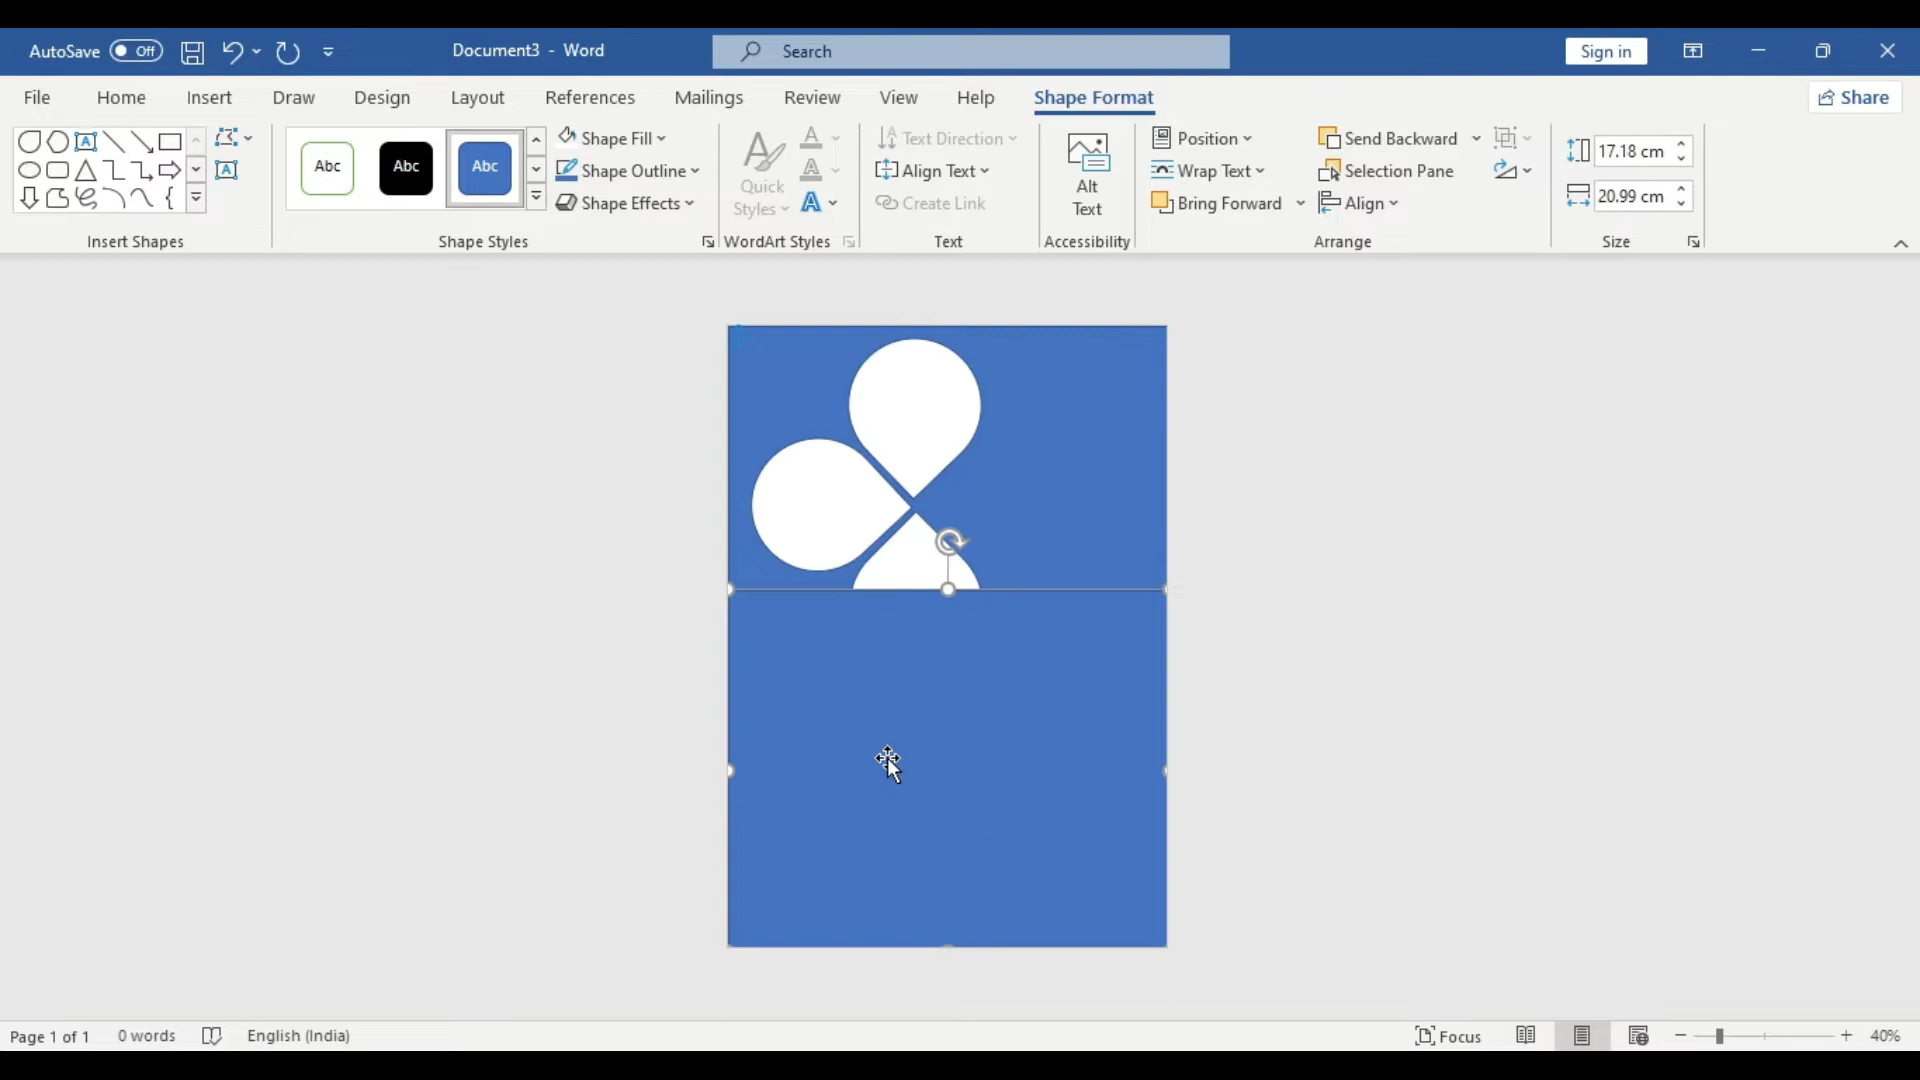 AutoSave Off Document3 - Word Search Sign in
File Home Insert Draw Design Layout References Mailings Review View Help Shape Format Share
A Abc Abc Abc Shape Fill A A Text Direction Position Send Backward 17.18 cm
A Shape Outline Quick Styles A Align Text Alt Text Wrap Text Selection Pane
Shape Effects A Create Link Bring Forward Align 20.99 cm
Insert Shapes Shape Styles WordArt Styles Text Accessibility Arrange Size
Page 1 of 1 0 words English (India) Focus 40%